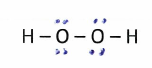 H – O – O – H